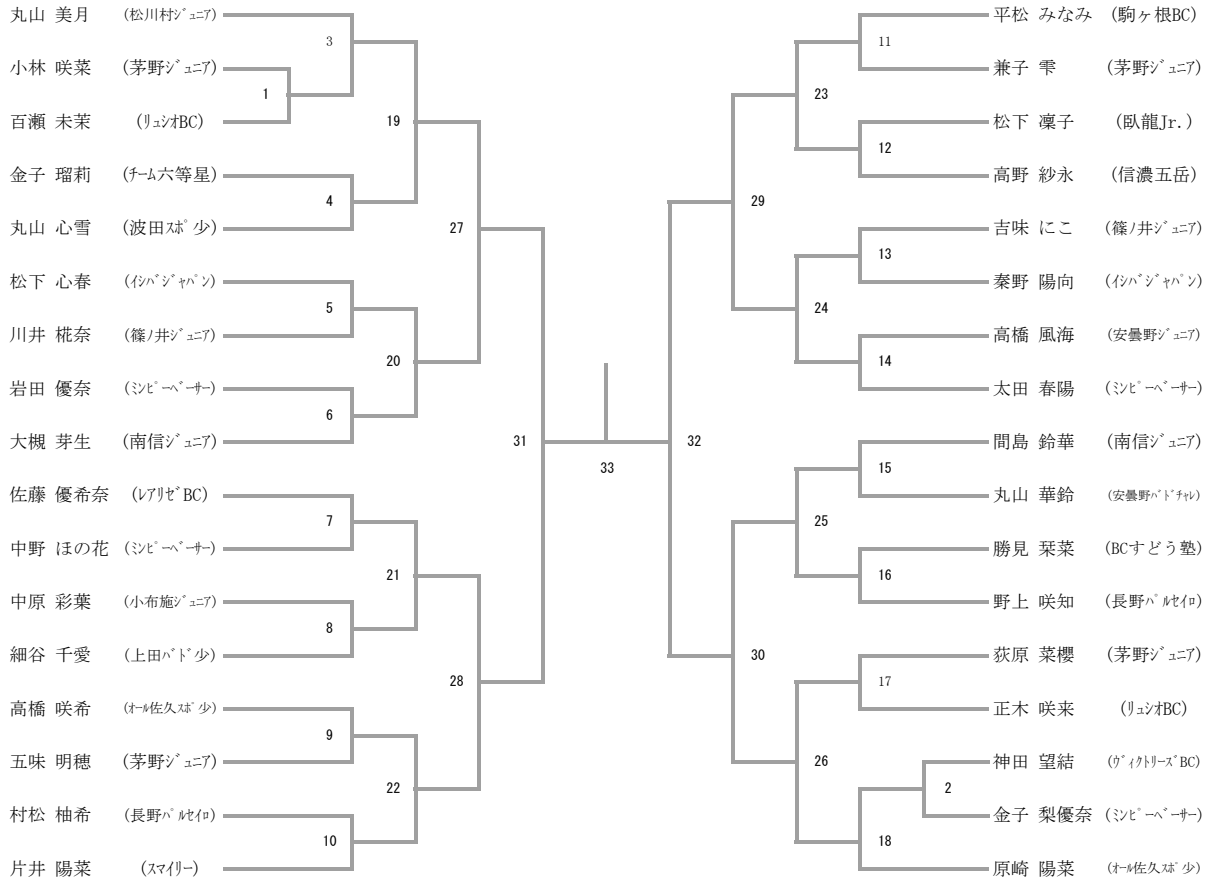 丸山 美月 (松川村ｼﾞｭﾆｱ)
3
小林 咲菜 (茅野ｼﾞｭﾆｱ)
1
百瀬 未茉 (ﾘｭｼｵBC)
19
金子 瑠莉 (ﾁｰﾑ六等星)
4
丸山 心雪 (波田ｽﾎﾟ少)
27
松下 心春 (ｲｼﾊﾞｼﾞｬﾊﾟﾝ)
5
川井 椛奈 (篠ﾉ井ｼﾞｭﾆｱ)
20
岩田 優奈 (ﾐﾝﾋﾟｰﾍﾞｰｻｰ)
6
大槻 芽生 (南信ｼﾞｭﾆｱ)
31
佐藤 優希奈 (ﾚｱﾘｾﾞBC)
7
中野 ほの花 (ﾐﾝﾋﾟｰﾍﾞｰｻｰ)
21
中原 彩葉 (小布施ｼﾞｭﾆｱ)
8
細谷 千愛 (上田ﾊﾞﾄﾞ少)
28
高橋 咲希 (ｵｰﾙ佐久ｽﾎﾟ少)
9
五味 明穂 (茅野ｼﾞｭﾆｱ)
22
村松 柚希 (長野ﾊﾟﾙｾｲﾛ)
10
片井 陽菜 (ｽﾏｲﾘｰ)
33
平松 みなみ (駒ヶ根BC)
11
兼子 雫 (茅野ｼﾞｭﾆｱ)
23
松下 凜子 (臥龍Jr.)
12
高野 紗永 (信濃五岳)
29
吉味 にこ (篠ﾉ井ｼﾞｭﾆｱ)
13
秦野 陽向 (ｲｼﾊﾞｼﾞｬﾊﾟﾝ)
24
高橋 風海 (安曇野ｼﾞｭﾆｱ)
14
太田 春陽 (ﾐﾝﾋﾟｰﾍﾞｰｻｰ)
32
間島 鈴華 (南信ｼﾞｭﾆｱ)
15
丸山 華鈴 (安曇野ﾊﾞﾄﾞﾁｬﾚ)
25
勝見 栞菜 (BCすどう塾)
16
野上 咲知 (長野ﾊﾟﾙｾｲﾛ)
30
荻原 菜櫻 (茅野ｼﾞｭﾆｱ)
17
正木 咲来 (ﾘｭｼｵBC)
26
神田 望結 (ｳﾞｨｸﾄﾘｰｽﾞBC)
2
金子 梨優奈 (ﾐﾝﾋﾟｰﾍﾞｰｻｰ)
18
原崎 陽菜 (ｵｰﾙ佐久ｽﾎﾟ少)